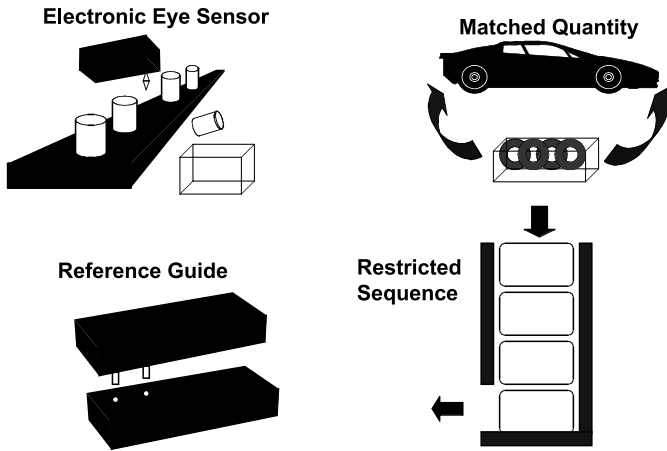 Electronic Eye Sensor
Matched Quantity
Reference Guide
Restricted
Sequence